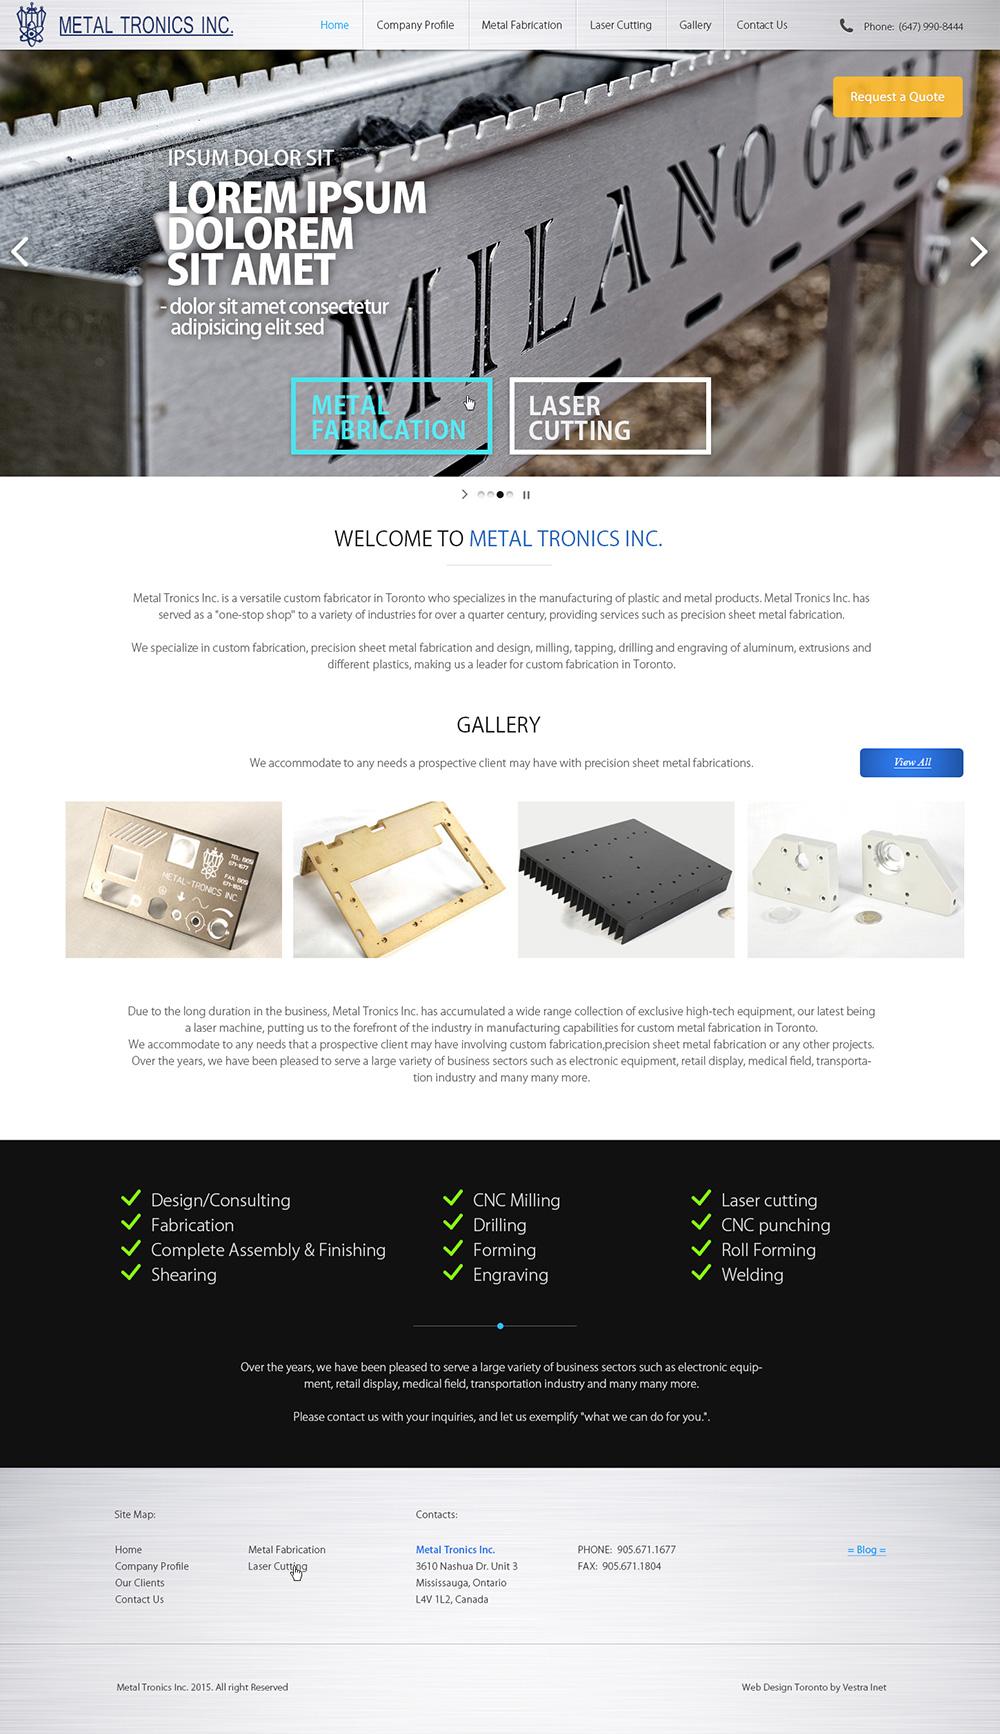 METAL TRONICS INC.
Home
Company Profile
Metal Fabrication
Laser Cutting
Gallery
Contact Us
Phone: (647) 990-8444
Request a Quote
MILANO GRILL
IPSUM DOLOR SIT
LOREM IPSUM
DOLOREM
SIT AMET
- dolor sit amet consectetur
adipisicing elit sed
METAL
FABRICATION
LASER
CUTTING
WELCOME TO METAL TRONICS INC.
Metal Tronics Inc. is a versatile custom fabricator in Toronto who specializes in the manufacturing of plastic and metal products. Metal Tronics Inc. has
served as a "one-stop shop" to a variety of industries for over a quarter century, providing services such as precision sheet metal fabrication.
We specialize in custom fabrication, precision sheet metal fabrication and design, milling, tapping, drilling and engraving of aluminum, extrusions and
different plastics, making us a leader for custom fabrication in Toronto.
GALLERY
We accommodate to any needs a prospective client may have with precision sheet metal fabrications.
View All
TEL: (905)
671-1677
FAX: (905)
671-1804
METAL-TRONICS INC.
Due to the long duration in the business, Metal Tronics Inc. has accumulated a wide range collection of exclusive high-tech equipment, our latest being
a laser machine, putting us to the forefront of the industry in manufacturing capabilities for custom metal fabrication in Toronto.
We accommodate to any needs that a prospective client may have involving custom fabrication,precision sheet metal fabrication or any other projects.
Over the years, we have been pleased to serve a large variety of business sectors such as electronic equipment, retail display, medical field, transporta-
tion industry and many many more.
Design/Consulting
Fabrication
Complete Assembly & Finishing
Shearing
CNC Milling
Drilling
Forming
Engraving
Laser cutting
CNC punching
Roll Forming
Welding
Over the years, we have been pleased to serve a large variety of business sectors such as electronic equip-
ment, retail display, medical field, transportation industry and many many more.
Please contact us with your inquiries, and let us exemplify "what we can do for you.".
Site Map:
Home
Company Profile
Our Clients
Contact Us
Metal Fabrication
Laser Cutting
Contacts:
Metal Tronics Inc.
3610 Nashua Dr. Unit 3
Mississauga, Ontario
L4V 1L2, Canada
PHONE: 905.671.1677
FAX: 905.671.1804
= Blog =
Metal Tronics Inc. 2015. All right Reserved
Web Design Toronto by Vestra Inet